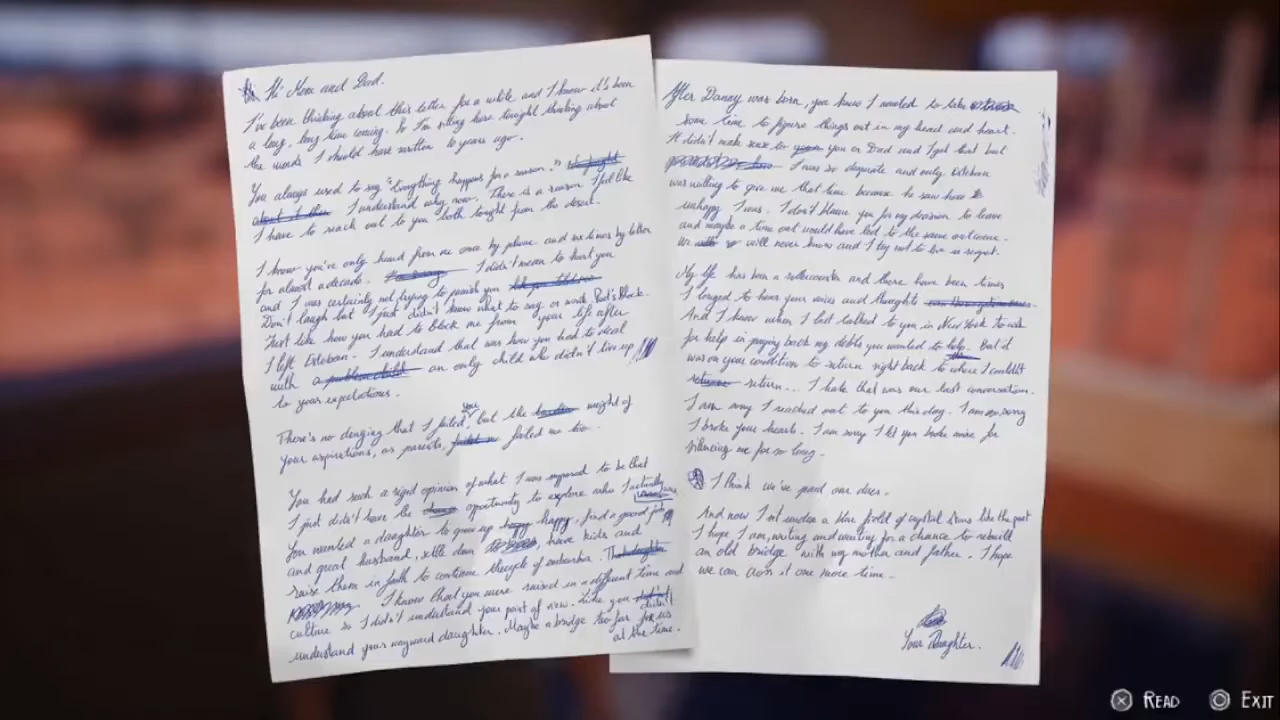 Hi Mom and Dad.
I've been thinking about this letter for a while and I know it's been
a long, long time coming. So I'm sitting here tonight thinking about
the words I should have written 10 years ago.
You always used to say "Everything happens for a reason."
I understand why now. There is a reason I feel like
I have to reach out to you both tonight from the desert.
I know you've only heard from me once by phone and six times by letter
for almost a decade. I didn't mean to hurt you
and I was certainly not trying to punish you
Don't laugh but I just didn't know what to say or write. Poet's Block.
Just like how you had to block me from your life after
I left Esteban. I understand that was how you had to deal
with a problem child an only child who didn't live up
to your expectations.
There's no denying that I failed you, but the weight of
your aspirations, as parents, failed me too.
You had such a rigid opinion of what I was supposed to be that
I just didn't have the opportunity to explore who I actually was
You wanted a daughter to grow up happy happy, find a good job
and great husband, settle down have kids and
raise them in faith to continue the cycle of The daughter
I know that you were raised in a different time and
culture so I didn't understand your point of view. Like you didn't
understand your wayward daughter. Maybe a bridge too far for us
at the time.
After Danny was born, you knew I needed to take
some time to figure things out in my head and heart.
It didn't make sense to you or Dad and I get that but
I was so desperate and only Esteban
was willing to give me that time because he saw how
unhappy I was. I don't blame you for my decision to leave
and maybe a time out would have led to the same outcome.
We will never know and I try not to live in regret.
My life has been a rollercoaster and there have been times
I longed to hear your voices and thoughts
And I know when I last talked to you in New York to ask
for help in paying back my debts you wanted to help. But it
was on your condition to return right back to where I couldn't
return return... I hate that was our last conversation.
I am sorry I reached out to you this day. I am so sorry
I broke your hearts. I am sorry I let you broke mine for
silencing me for so long.
I think we've paid our dues.
And now I sit under a blue field of crystal stars like the poet
I hope I am, writing and waiting for a chance to rebuild
an old bridge with my mother and father. I hope
we can cross it one more time.
Your Daughter.
READ
EXIT